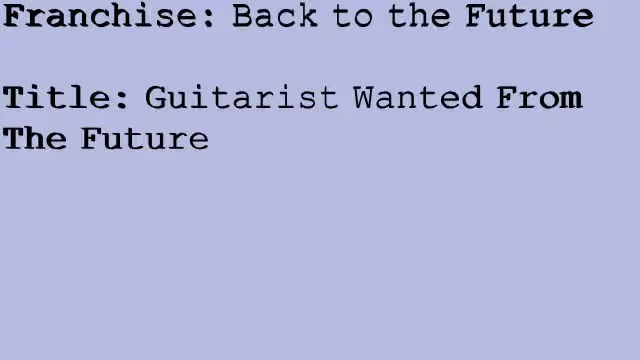 Franchise: Back to the Future
Title: Guitarist Wanted From
The Future